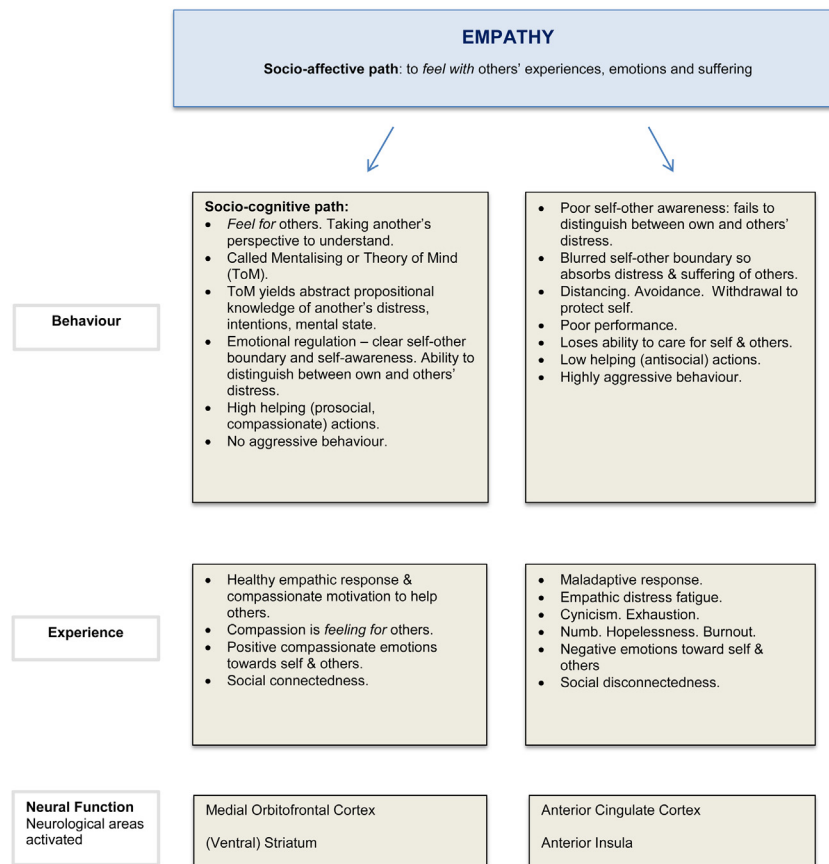 EMPATHY
Socio-affective path: to feel with others' experiences, emotions and suffering
Behaviour
Socio-cognitive path:
• Feel for others. Taking another's
perspective to understand.
• Called Mentalising or Theory of Mind
(ToM).
• ToM yields abstract propositional
knowledge of another's distress,
intentions, mental state.
• Emotional regulation – clear self-other
boundary and self-awareness. Ability to
distinguish between own and others'
distress.
• High helping (prosocial,
compassionate) actions.
• No aggressive behaviour.
• Poor self-other awareness: fails to
distinguish between own and others'
distress.
• Blurred self-other boundary so
absorbs distress & suffering of others.
• Distancing. Avoidance. Withdrawal to
protect self.
• Poor performance.
• Loses ability to care for self & others.
• Low helping (antisocial) actions.
• Highly aggressive behaviour.
Experience
• Healthy empathic response &
compassionate motivation to help
others.
• Compassion is feeling for others.
• Positive compassionate emotions
towards self & others.
• Social connectedness.
• Maladaptive response.
• Empathic distress fatigue.
• Cynicism. Exhaustion.
• Numb. Hopelessness. Burnout.
• Negative emotions toward self &
others
• Social disconnectedness.
Neural Function
Neurological areas
activated
Medial Orbitofrontal Cortex
(Ventral) Striatum
Anterior Cingulate Cortex
Anterior Insula